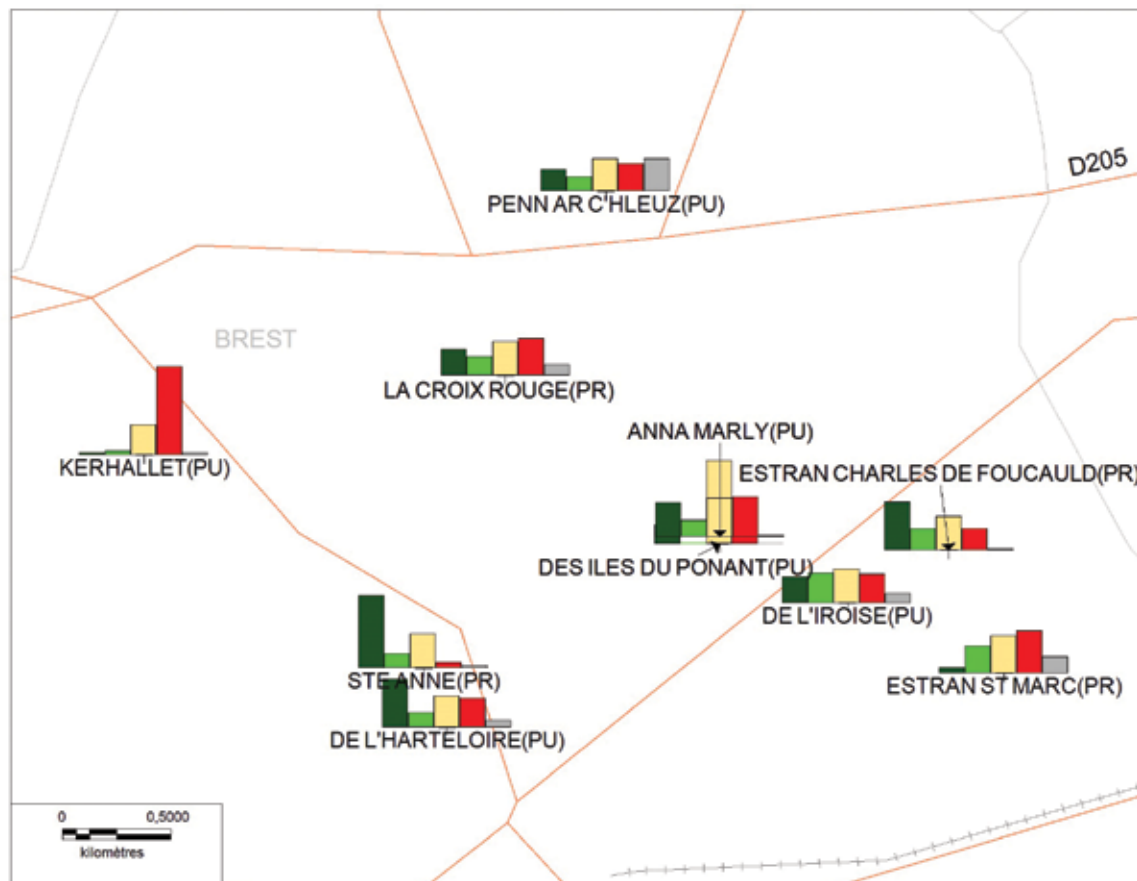 D205
PENN AR C'HLEUZ(PU)
BREST
LA CROIX ROUGE(PR)
ANNA MARLY(PU)
KERHALLET(PU)
ESTRAN CHARLES DE FOUCAULD(PR)
DES ILES DU PONANT(PU)
DE L'IROISE(PU)
STE ANNE(PR)
ESTRAN ST MARC(PR)
DE L'HARTELOIRE(PU)
0 0,5000
kilomètres